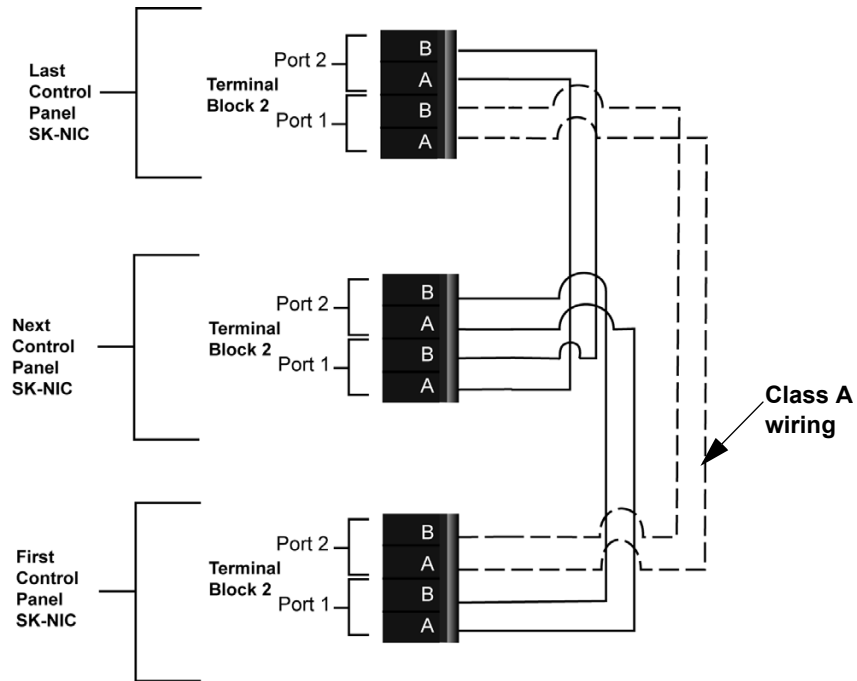 Last
Control
Panel
SK-NIC
Terminal
Block 2
Port 2
Port 1
B
A
B
A
Next
Control
Panel
SK-NIC
Terminal
Block 2
Port 2
Port 1
B
A
B
A
Class A
wiring
First
Control
Panel
SK-NIC
Terminal
Block 2
Port 2
Port 1
B
A
B
A